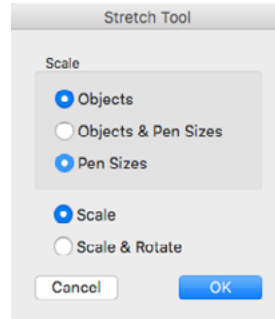 Stretch Tool
Scale
Objects
Objects & Pen Sizes
Pen Sizes
Scale
Scale & Rotate
Cancel OK